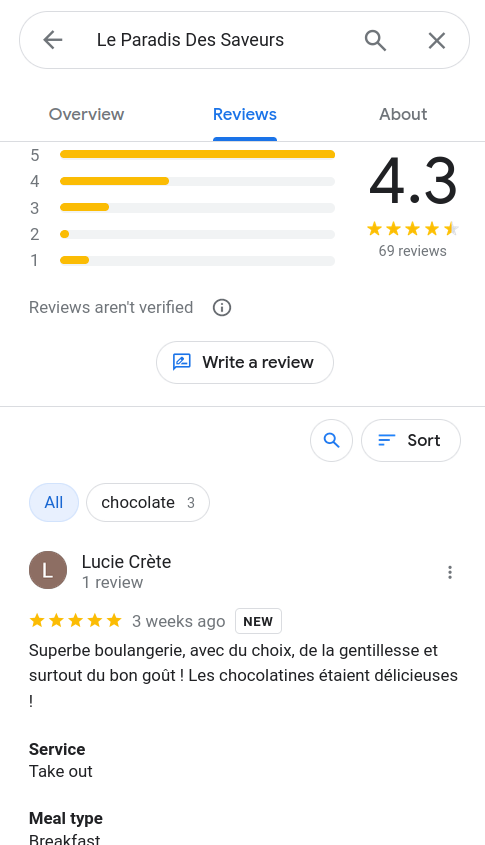 Le Paradis Des Saveurs
Overview
Reviews
About
5
4
3
2
1
4.3
69 reviews
Reviews aren't verified
Write a review
Sort
All
chocolate 3
L
Lucie Crète
1 review
3 weeks ago NEW
Superbe boulangerie, avec du choix, de la gentillesse et
surtout du bon goût ! Les chocolatines étaient délicieuses
!
Service
Take out
Meal type
Breakfast